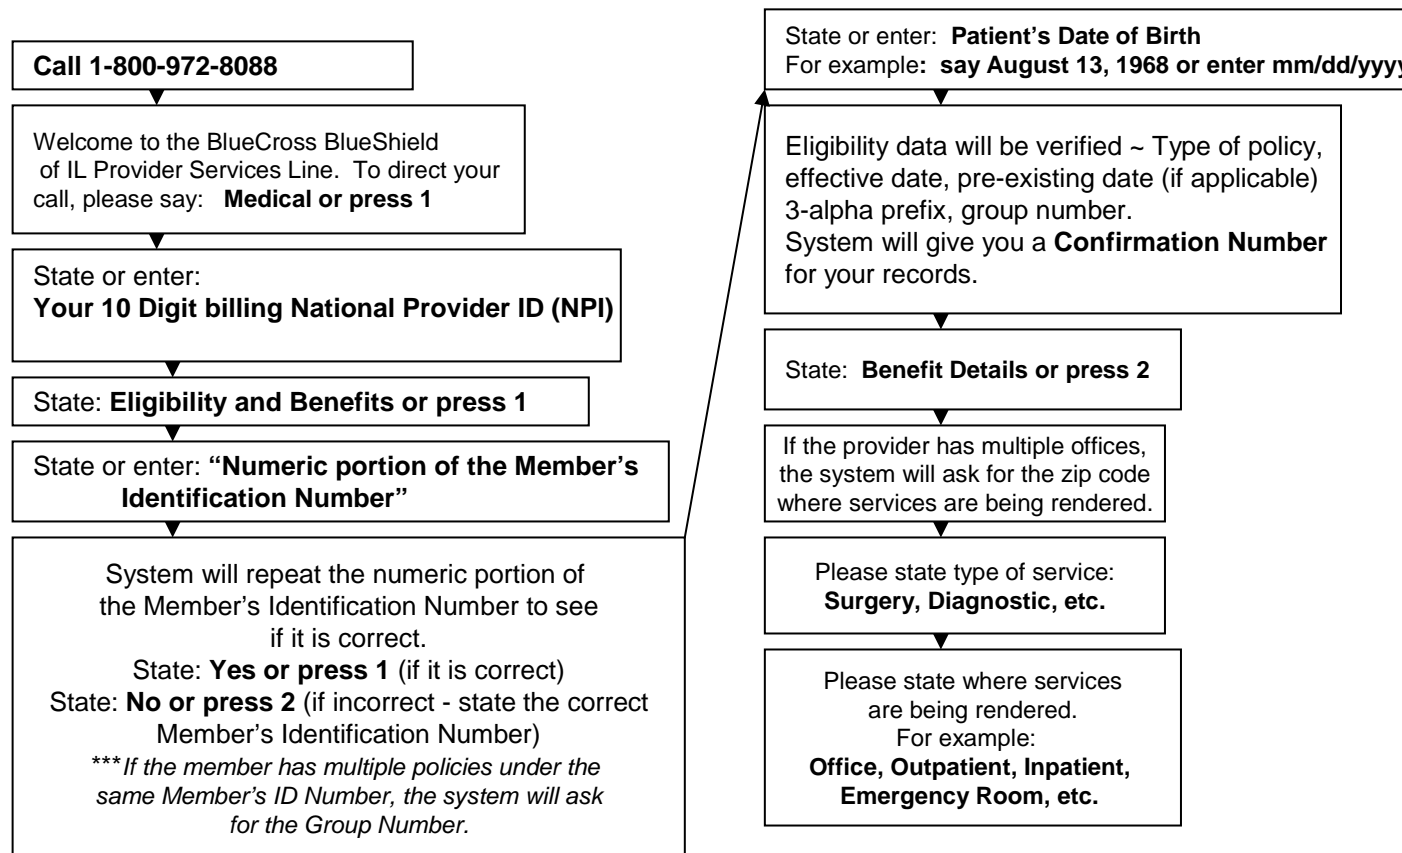 Call 1-800-972-8088
Welcome to the BlueCross BlueShield
of IL Provider Services Line. To direct your
call, please say: Medical or press 1
State or enter:
Your 10 Digit billing National Provider ID (NPI)
State: Eligibility and Benefits or press 1
State or enter: “Numeric portion of the Member’s
Identification Number”
System will repeat the numeric portion of
the Member’s Identification Number to see
if it is correct.
State: Yes or press 1 (if it is correct)
State: No or press 2 (if incorrect - state the correct
Member’s Identification Number)
***If the member has multiple policies under the
same Member’s ID Number, the system will ask
for the Group Number.
State or enter: Patient’s Date of Birth
For example: say August 13, 1968 or enter mm/dd/yyyy
Eligibility data will be verified ~ Type of policy,
effective date, pre-existing date (if applicable)
3-alpha prefix, group number.
System will give you a Confirmation Number
for your records.
State: Benefit Details or press 2
If the provider has multiple offices,
the system will ask for the zip code
where services are being rendered.
Please state type of service:
Surgery, Diagnostic, etc.
Please state where services
are being rendered.
For example:
Office, Outpatient, Inpatient,
Emergency Room, etc.